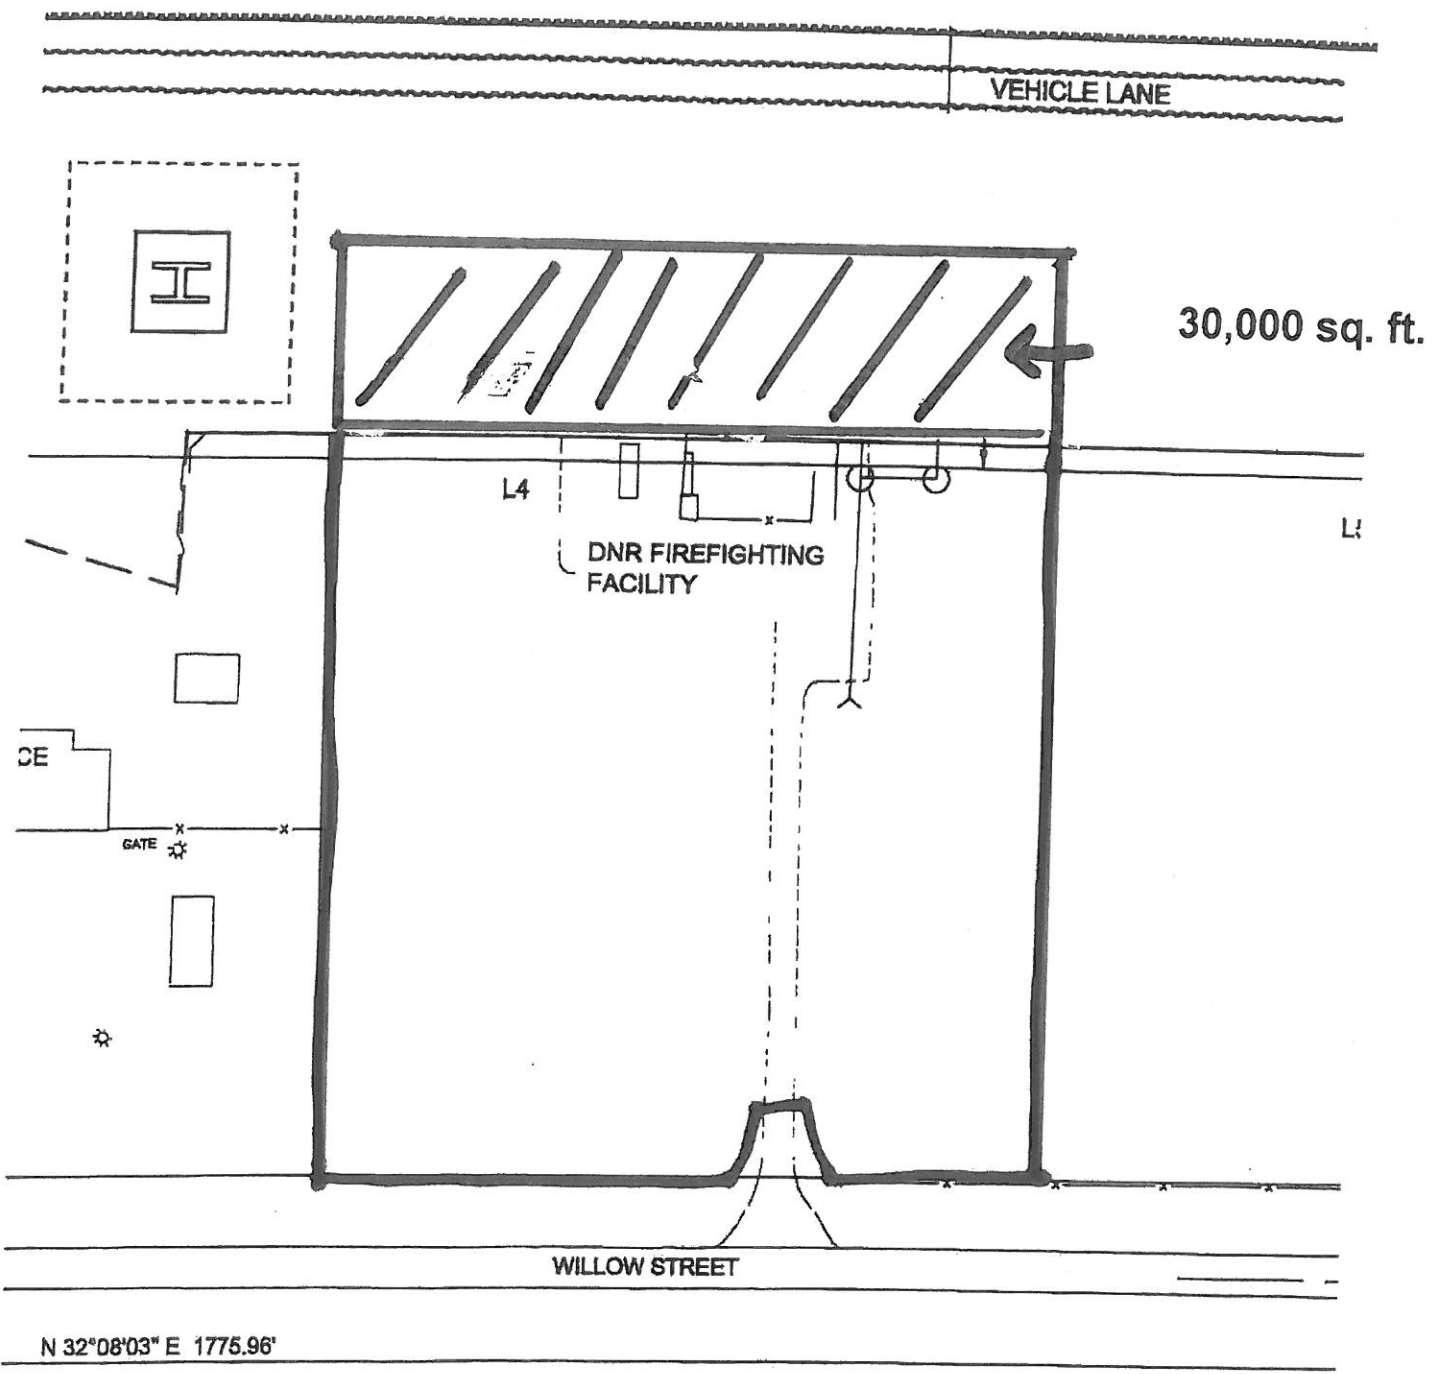 VEHICLE LANE
H
30,000 sq. ft.
L4
DNR FIREFIGHTING
FACILITY
CE
GATE
WILLOW STREET
N 32°08'03" E 1775.96'